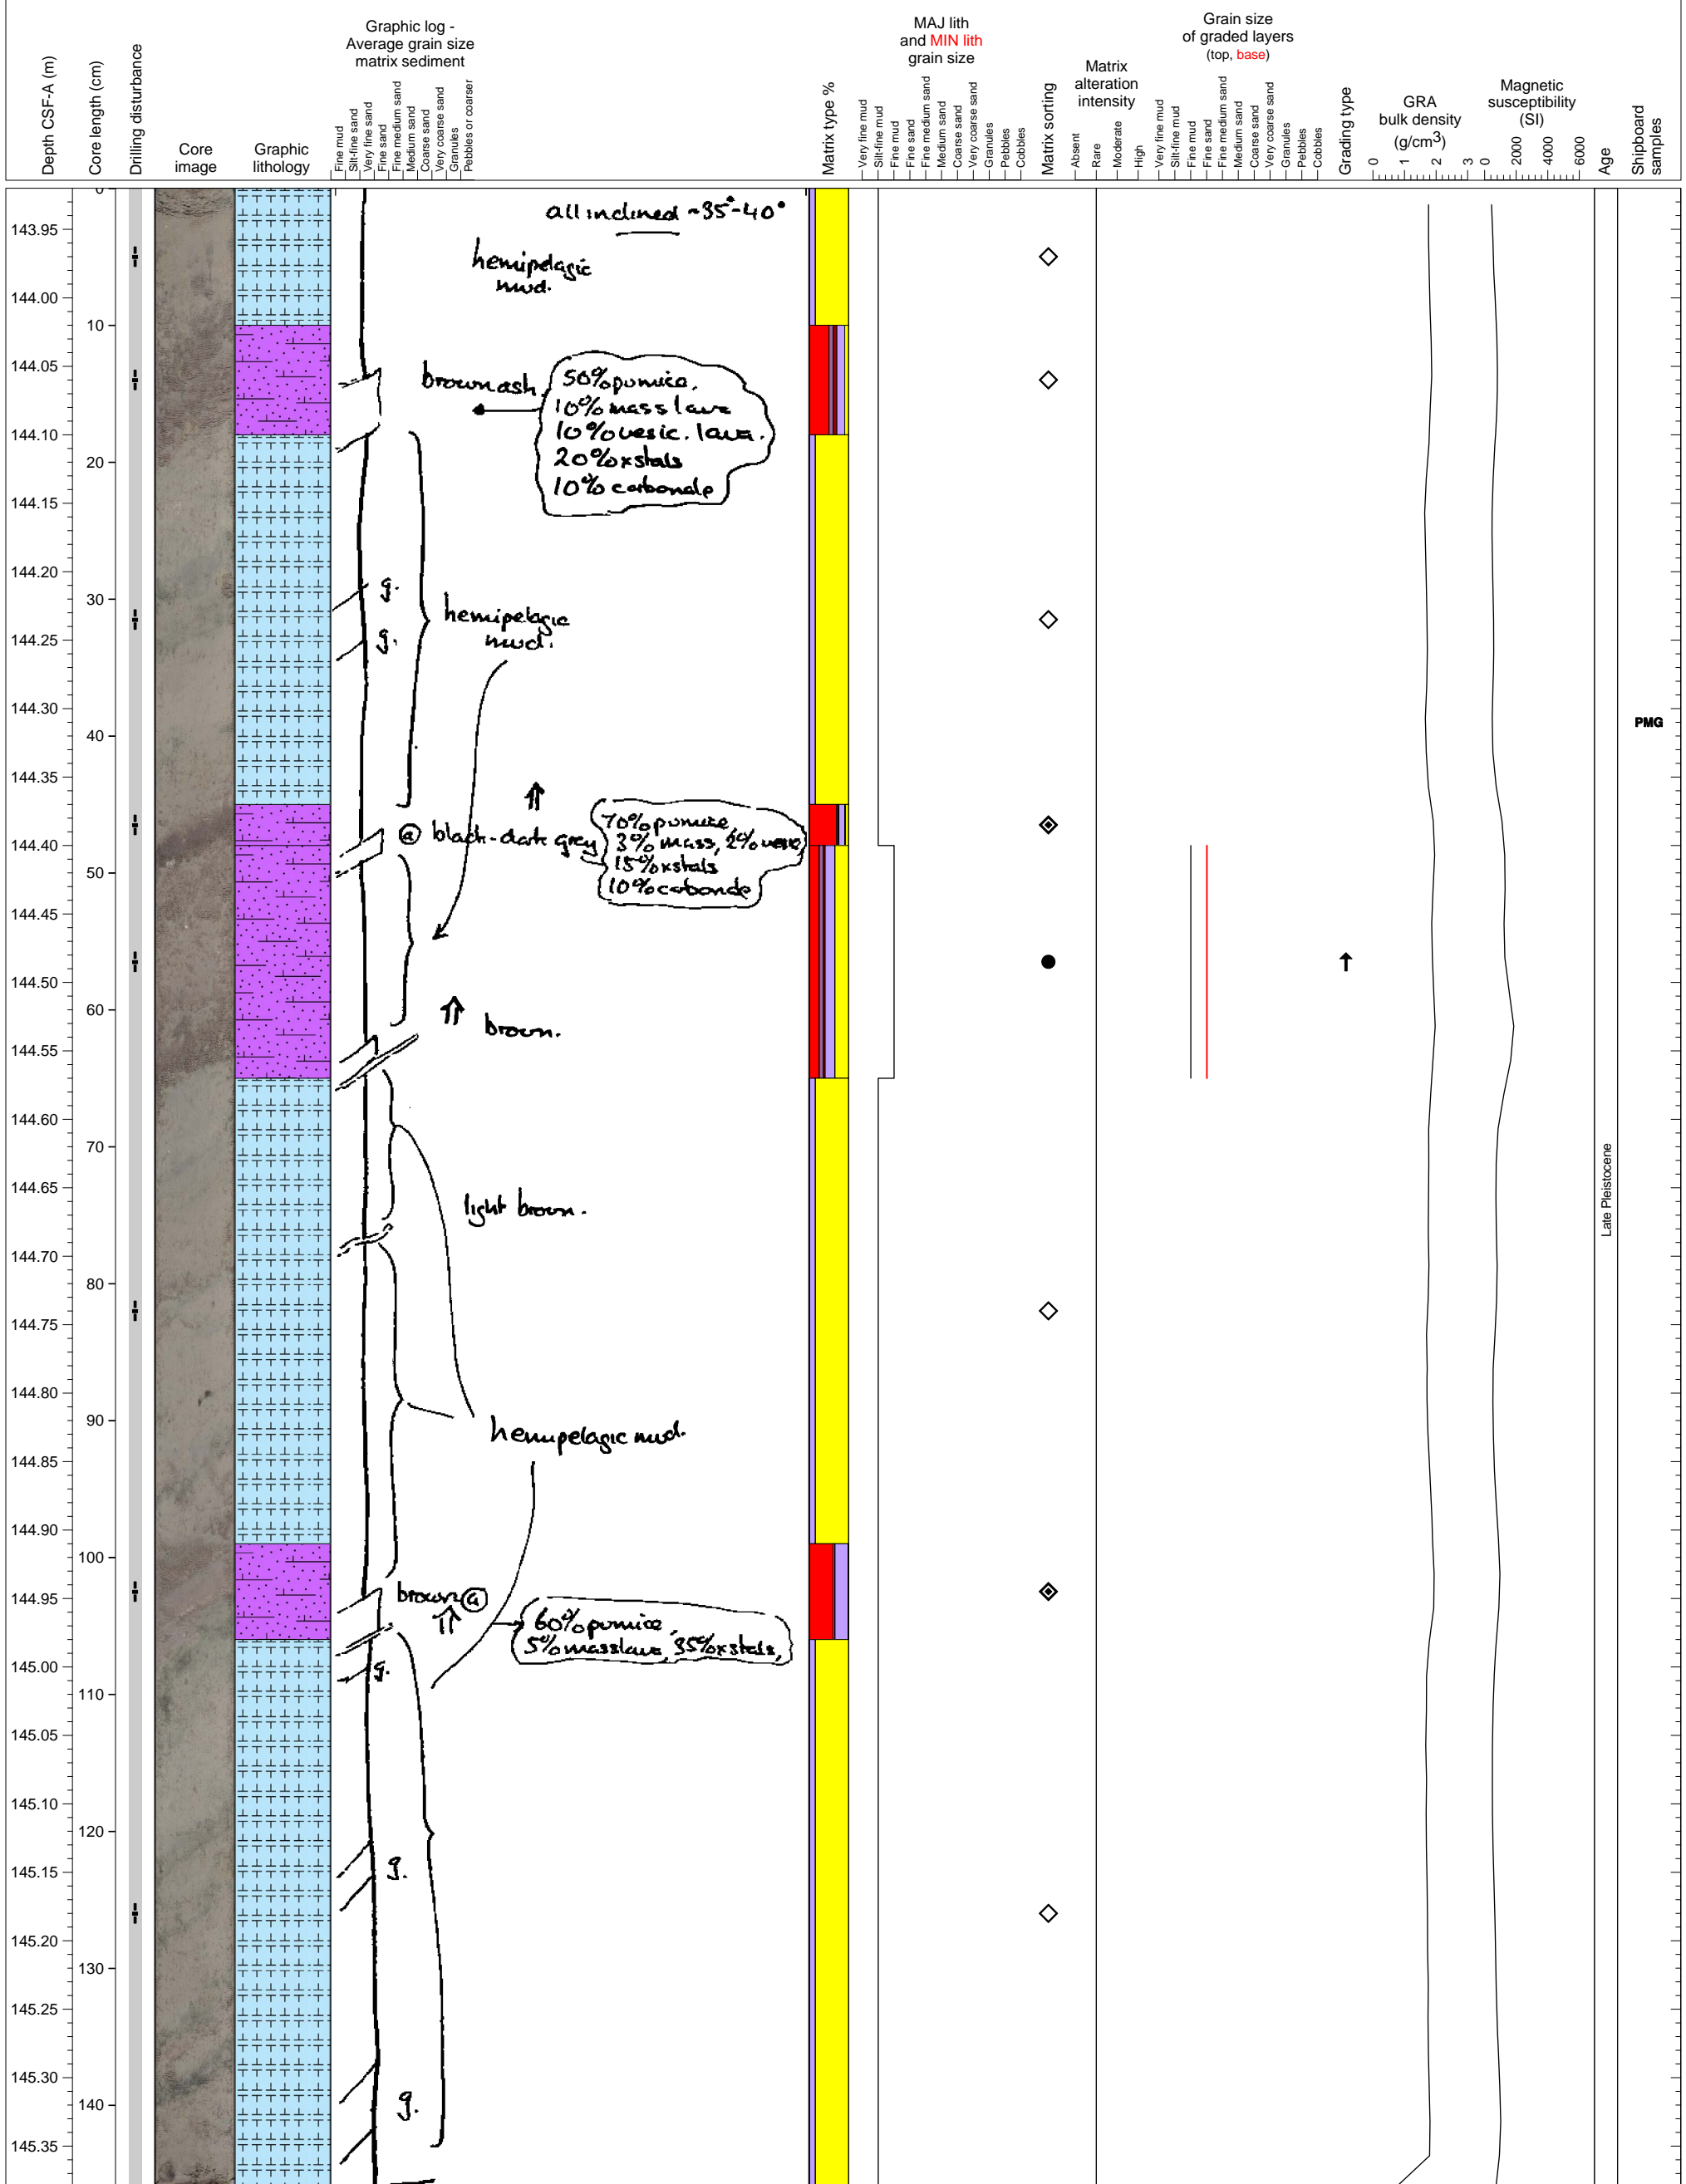 Depth CSF-A (m)
Core length (cm)
Drilling disturbance
Core
image
Graphic
lithology
Graphic log -
Average grain size
matrix sediment
Fine mud
Silt-fine sand
Very fine sand
Fine sand
Fine medium sand
Medium sand
Coarse sand
Very coarse sand
Granules
Pebbles or coarser
Matrix type %
MAJ lith
and MIN lith
grain size
Very fine mud
Silt-fine mud
Fine mud
Fine sand
Fine medium sand
Medium sand
Coarse sand
Very coarse sand
Granules
Pebbles
Cobbles
Matrix sorting
Matrix
alteration
intensity
Absent
Rare
Moderate
High
Grain size
of graded layers
(top, base)
Very fine mud
Silt-fine mud
Fine mud
Fine sand
Fine medium sand
Medium sand
Coarse sand
Very coarse sand
Granules
Pebbles
Cobbles
Grading type
GRA
bulk density
(g/cm3)
0 1 2 3
Magnetic
susceptibility
(SI)
0 2000 4000 6000
Age
Shipboard
samples
0
143.95
144.00
10
144.05
144.10
20
144.15
144.20
30
144.25
144.30
40
144.35
144.40
50
144.45
144.50
60
144.55
144.60
70
144.65
144.70
80
144.75
144.80
90
144.85
144.90
100
144.95
145.00
110
145.05
145.10
120
145.15
145.20
130
145.25
145.30
140
145.35
all inclined ~35°-40°
hemipelagic
mud.
brown ash
50% pumice,
10% mass lava
10% vesic. lava.
20% xstals
10% carbonate
g.
g.
hemipelagic
mud.
PMG
@ black-dark grey
70% pumice
3% mass, 2% vesic
15% xstals
10% carbonate
brown.
light brown.
Late Pleistocene
hemipelagic mud.
brown @
60% pumice,
5% mass lava, 35% xstals,
g.
g.
g.